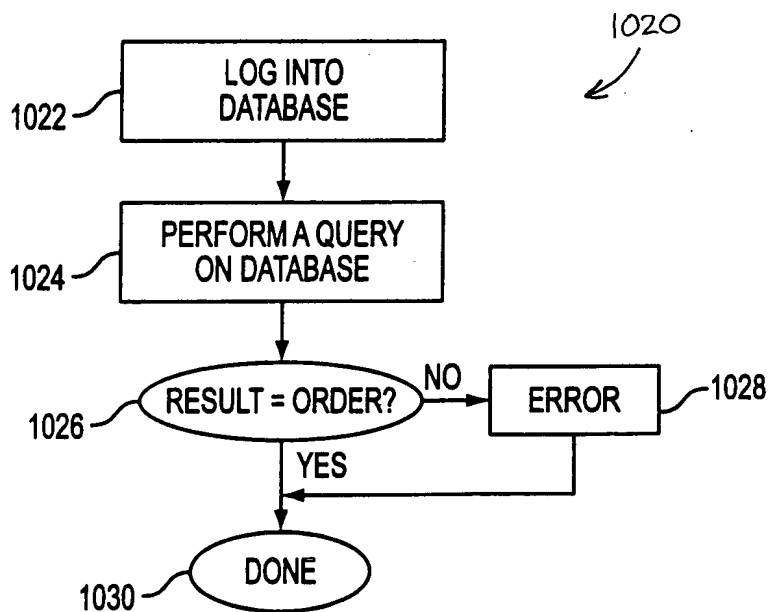 1020
LOG INTO
DATABASE
1022
PERFORM A QUERY
ON DATABASE
1024
RESULT = ORDER?
NO
ERROR
1028
1026
YES
DONE
1030